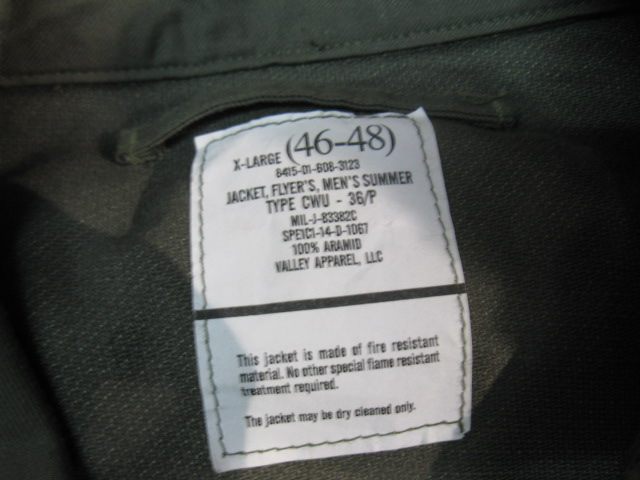 X-LARGE (46-48)
8415-01-608-3123
JACKET, FLYER'S, MEN'S SUMMER
TYPE CWU - 36/P
MIL-J-83382C
SPE1C1-14-D-1067
100% ARAMID
VALLEY APPAREL, LLC
This jacket is made of fire resistant
material. No other special flame resistant
treatment required.
The jacket may be dry cleaned only.